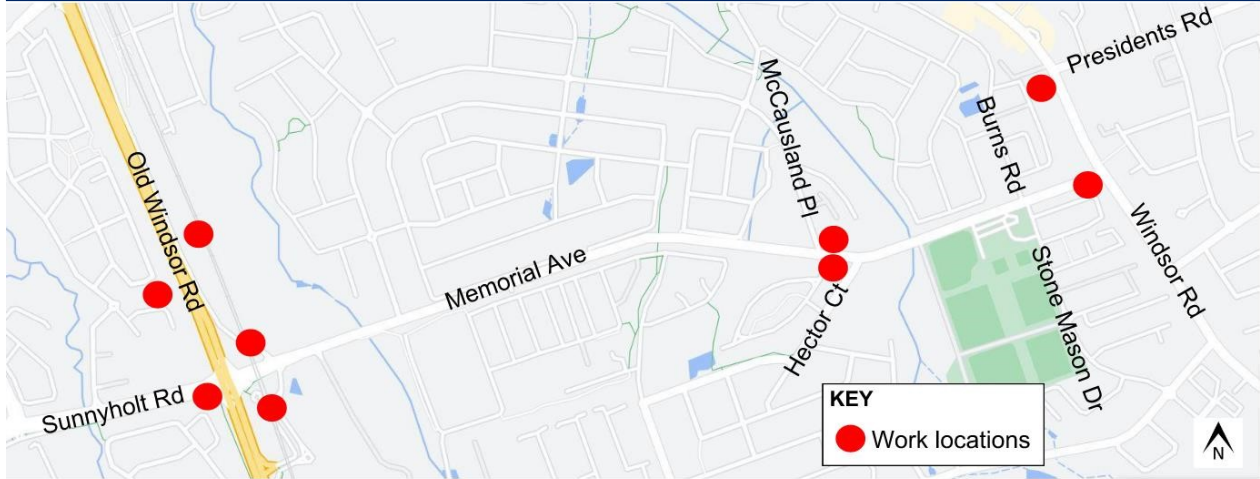 Presidents Rd
McCausland Pl
Burns Rd
Old Windsor Rd
Windsor Rd
Memorial Ave
Stone Mason Dr
Hector Ct
Sunnyholt Rd
KEY
Work locations
N